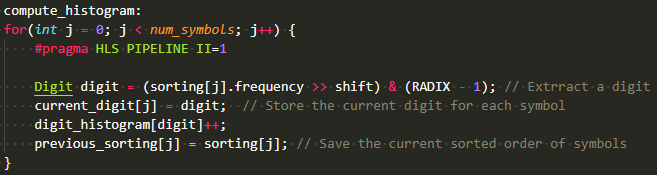 compute_histogram:
for(int j = 0; j < num_symbols; j++) {
#pragma HLS PIPELINE II=1
Digit digit = (sorting[j].frequency >> shift) & (RADIX - 1); // Extrract a digit
current_digit[j] = digit;  // Store the current digit for each symbol
digit_histogram[digit]++;
previous_sorting[j] = sorting[j]; // Save the current sorted order of symbols
}